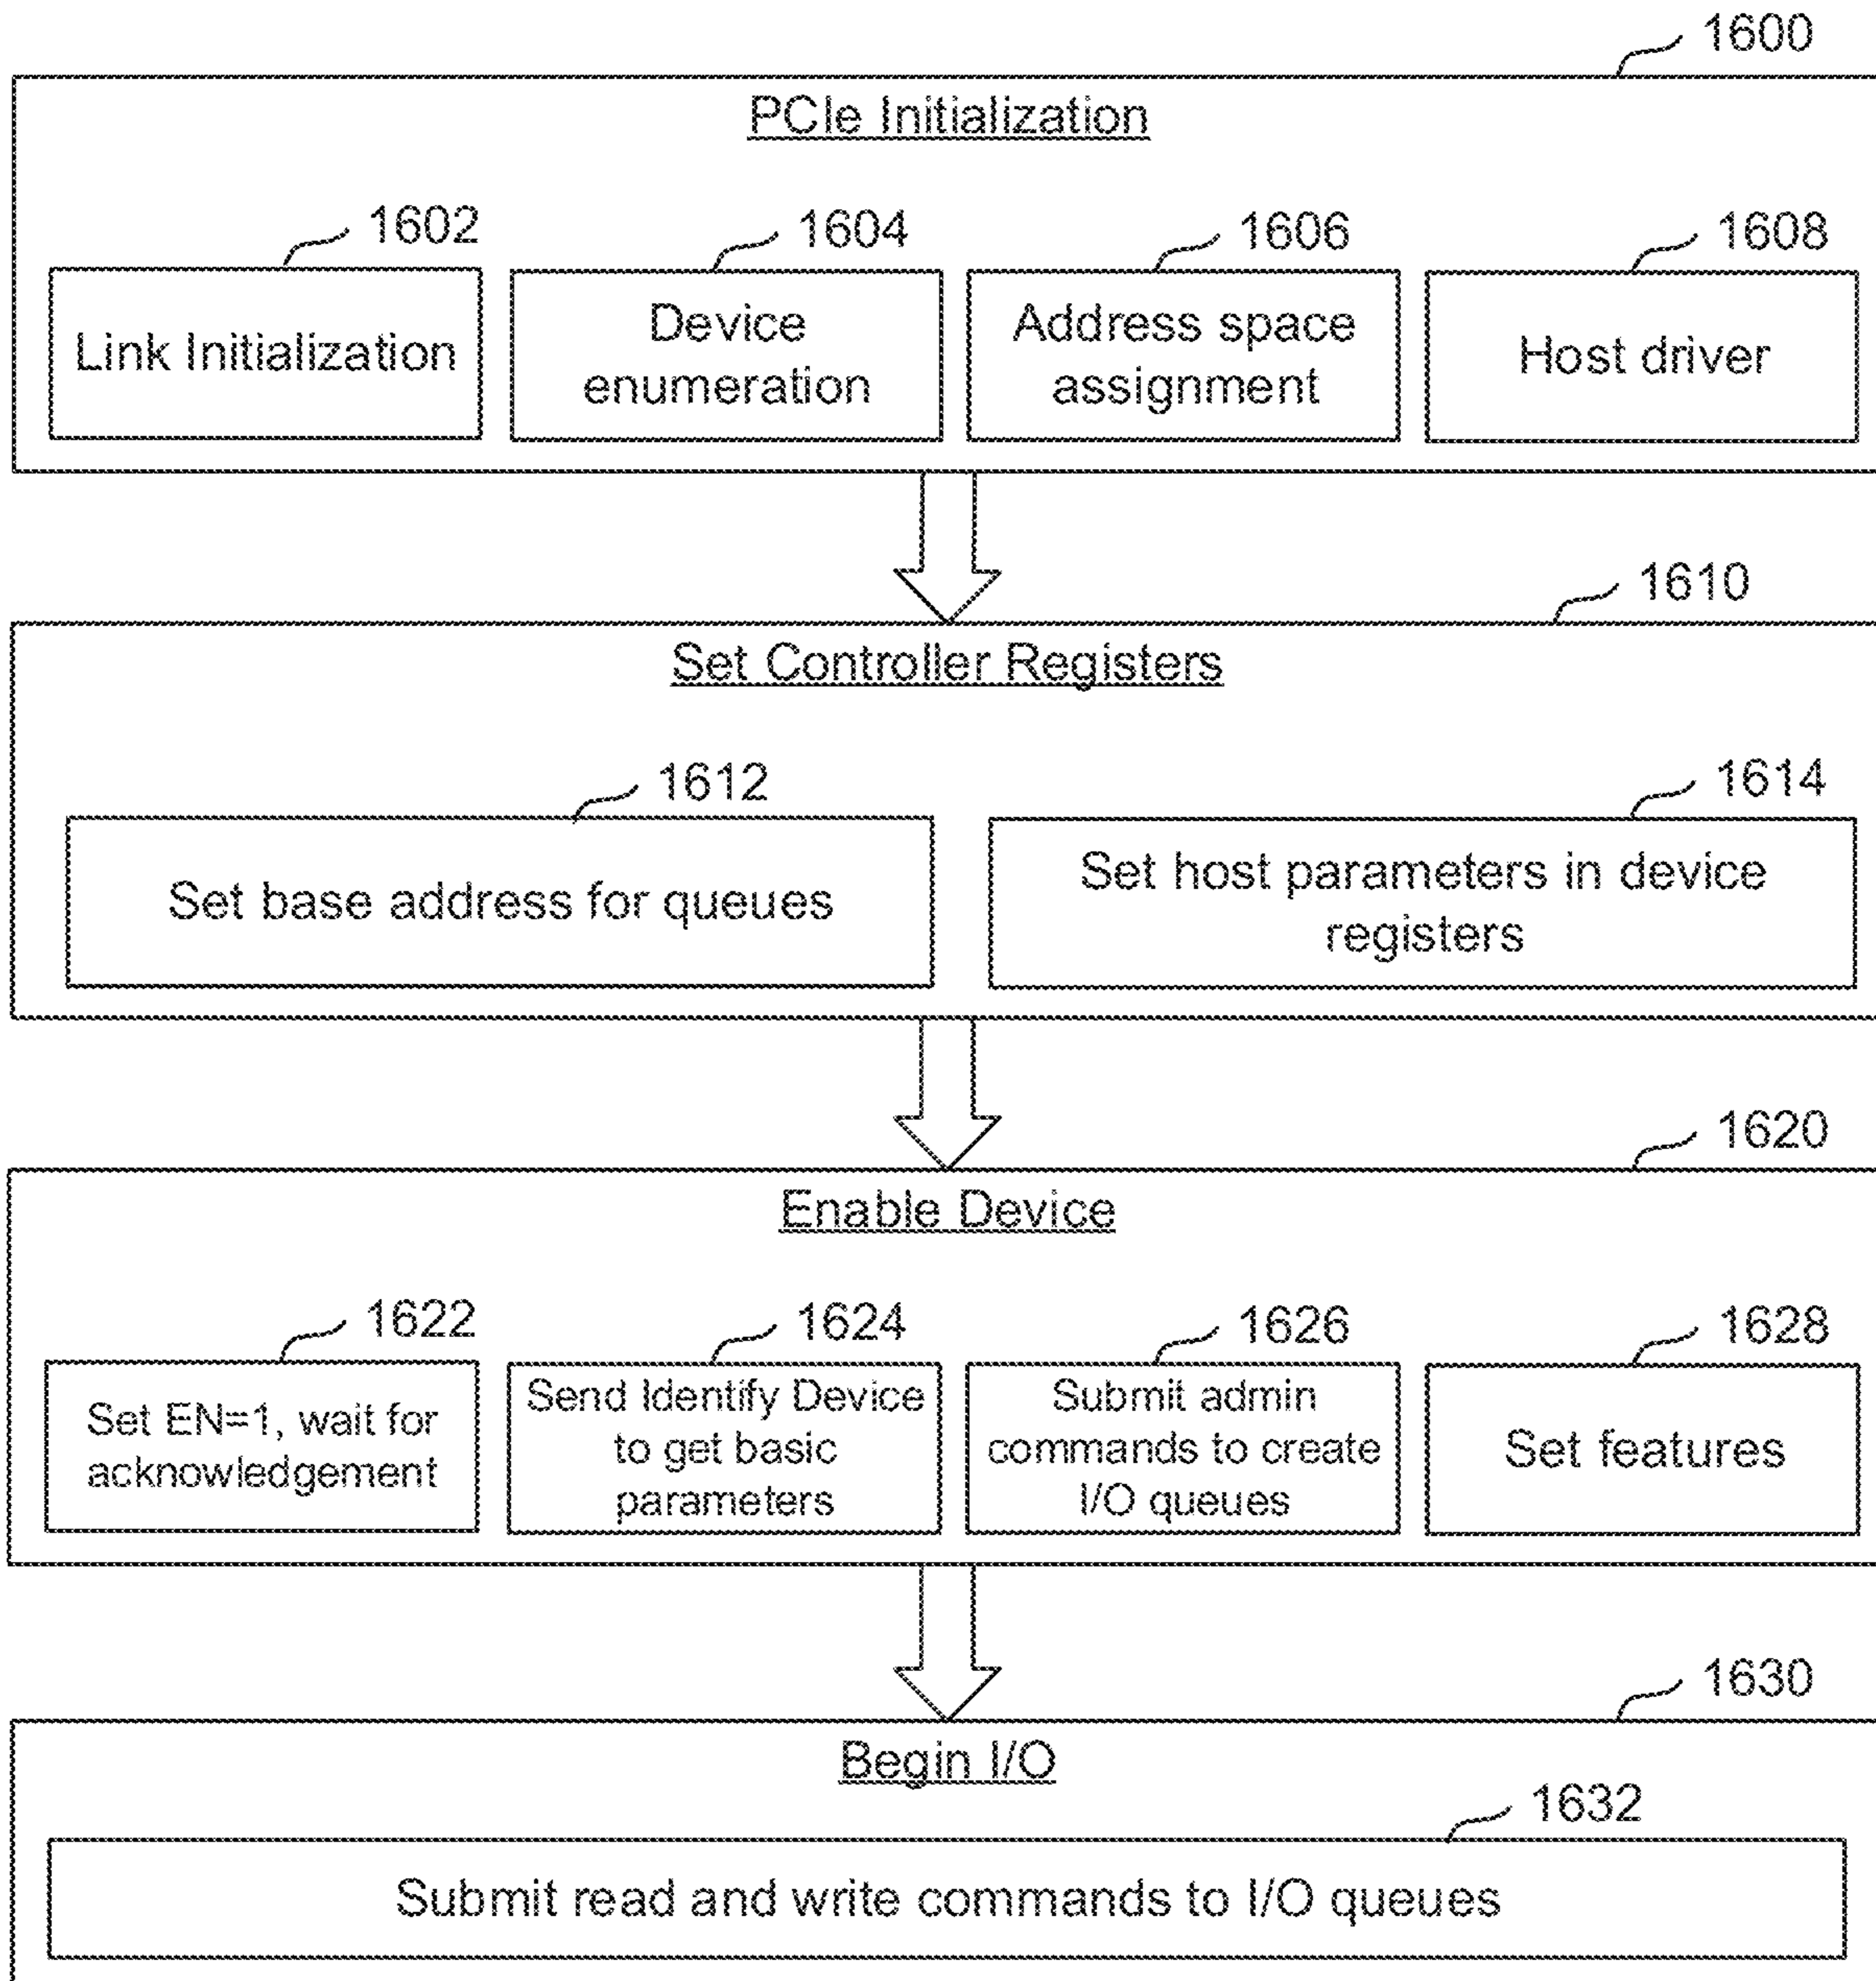 1600
PCIe Initialization
1602
1604
1606
1608
Link Initialization
Device
enumeration
Address space
assignment
Host driver
1610
Set Controller Registers
1612
1614
Set base address for queues
Set host parameters in device
registers
1620
Enable Device
1622
1624
1626
1628
Set EN=1, wait for
acknowledgement
Send Identify Device
to get basic
parameters
Submit admin
commands to create
I/O queues
Set features
1630
Begin I/O
1632
Submit read and write commands to I/O queues